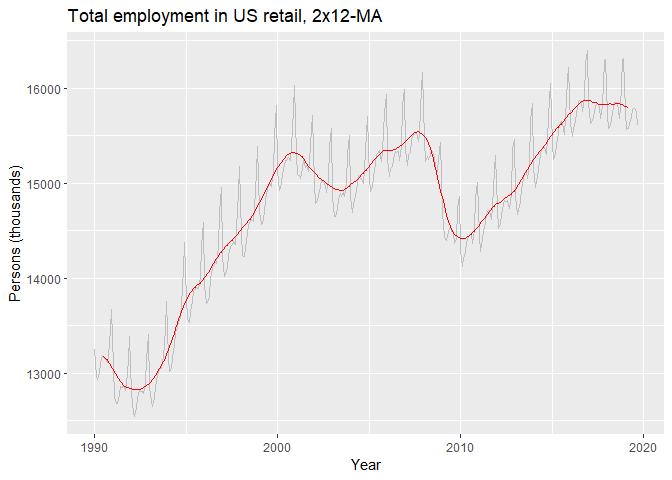 Total employment in US retail, 2x12-MA
Persons (thousands)
16000
15000
14000
13000
1990
2000
2010
2020
Year